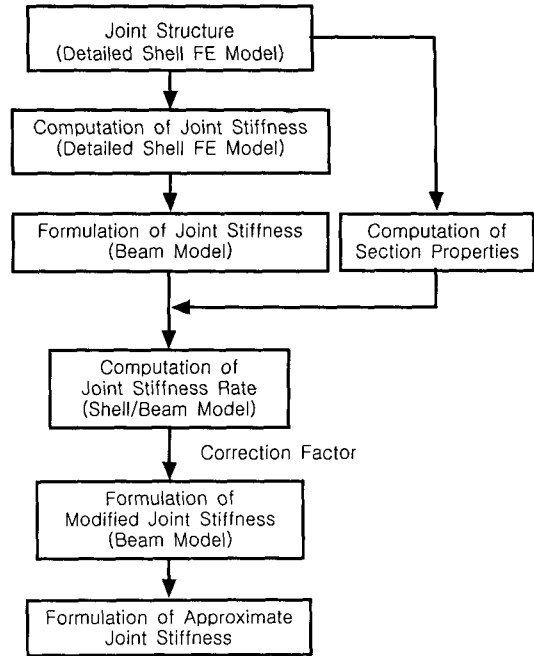 Joint Structure
(Detailed Shell FE Model)
Computation of Joint Stiffness
(Detailed Shell FE Model)
Formulation of Joint Stiffness
(Beam Model)
Computation of
Section Properties
Computation of
Joint Stiffness Rate
(Shell/Beam Model)
Correction Factor
Formulation of
Modified Joint Stiffness
(Beam Model)
Formulation of Approximate
Joint Stiffness